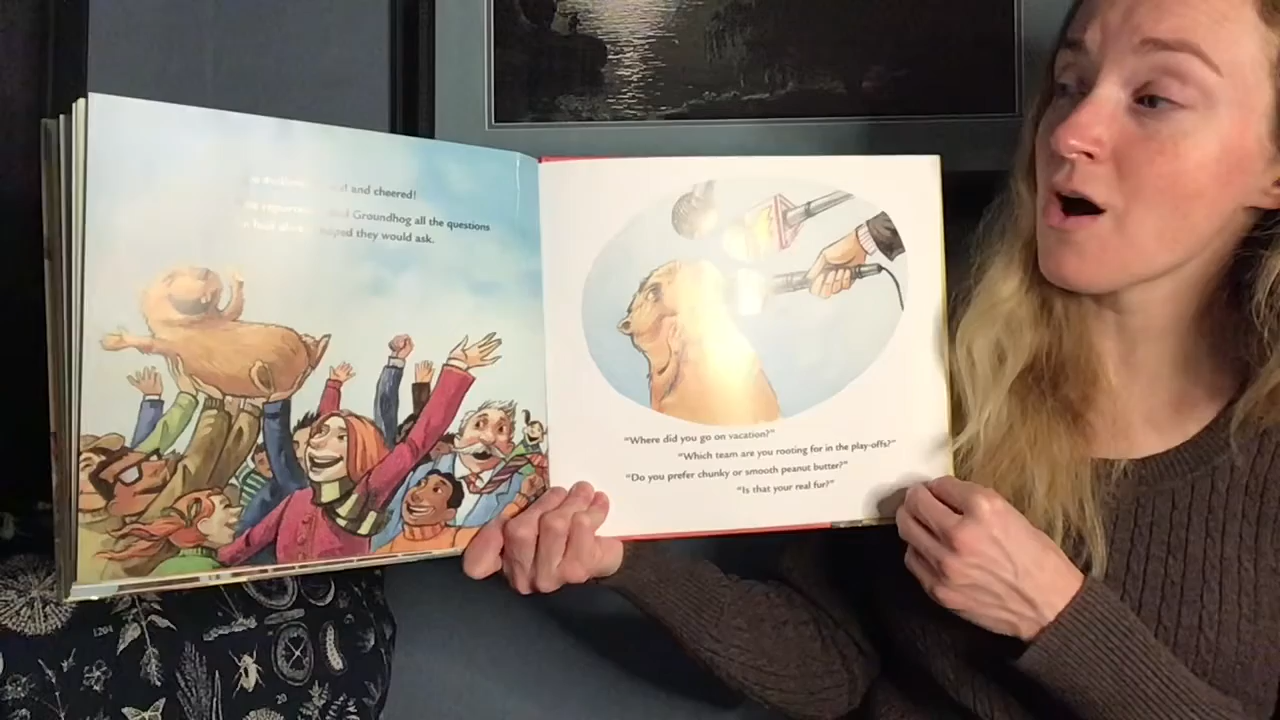 and cheered!
Groundhog all the questions
they would ask.
"Where did you go on vacation?"
"Which team are you rooting for in the play-offs?"
"Do you prefer chunky or smooth peanut butter?"
"Is that your real fur?"
1201